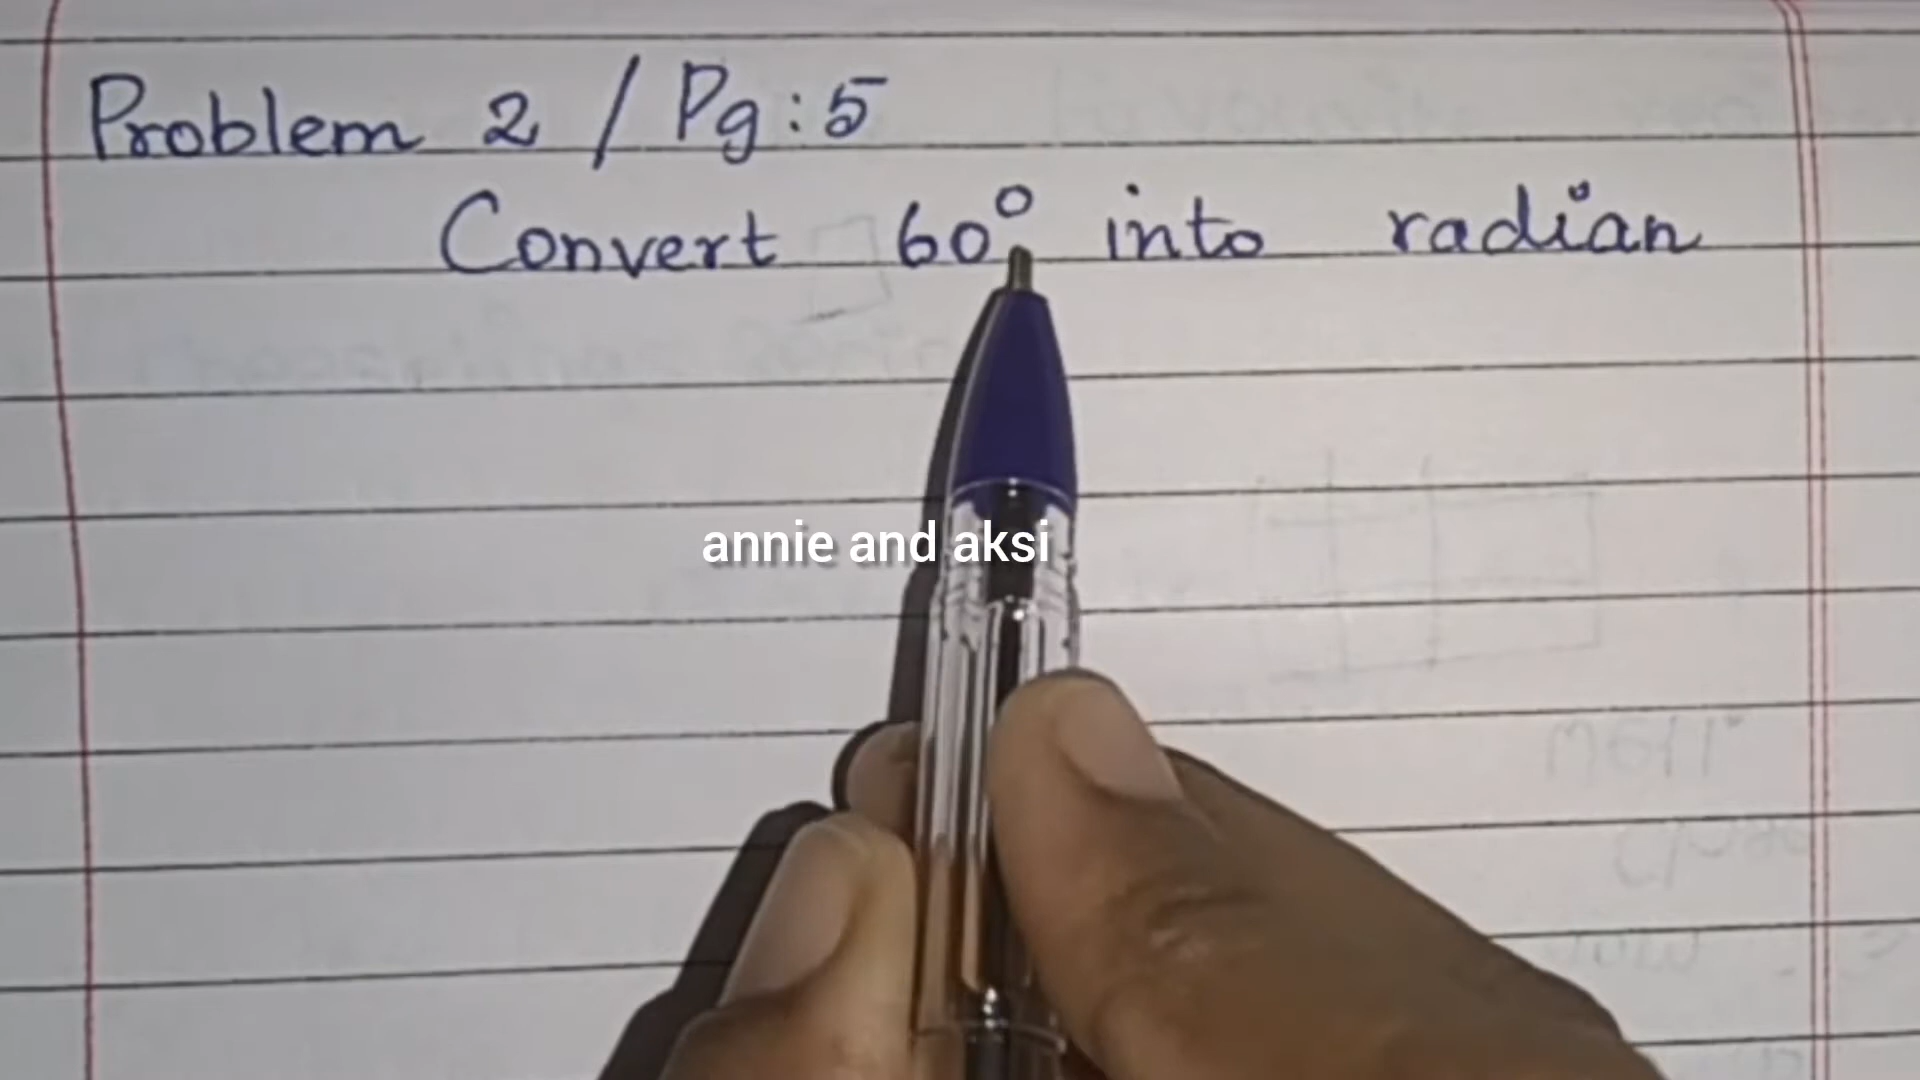 Problem 2 / Pg: 5
Convert 60° into radian
annie and aksi